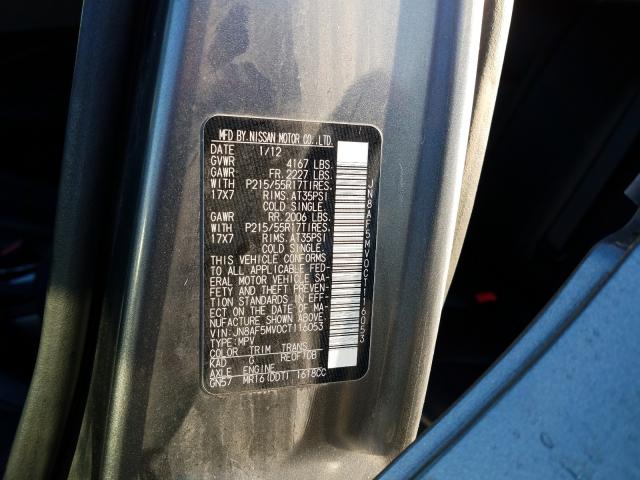 MFD BY NISSAN MOTOR CO.,LTD.
DATE 1/12
GVWR 4167 LBS.
GAWR FR. 2227 LBS.
WITH P215/55R17TIRES.
17X7 RIMS. AT35PSI
COLD SINGLE.
GAWR RR. 2006 LBS.
WITH P215/55R17TIRES.
17X7 RIMS. AT35PSI
COLD SINGLE.
THIS VEHICLE CONFORMS
TO ALL APPLICABLE FED-
ERAL MOTOR VEHICLE SA-
FETY AND THEFT PREVEN-
TION STANDARDS IN EFF-
ECT ON THE DATE OF MA-
NUFACTURE SHOWN ABOVE.
VIN:JN8AF5MV0CT116053
TYPE:MPV
COLOR TRIM TRANS
KAD G RE0F10B
AXLE ENGINE
GN57 MR16(DDT) 1618CC
JN8AF5MV0CT116053